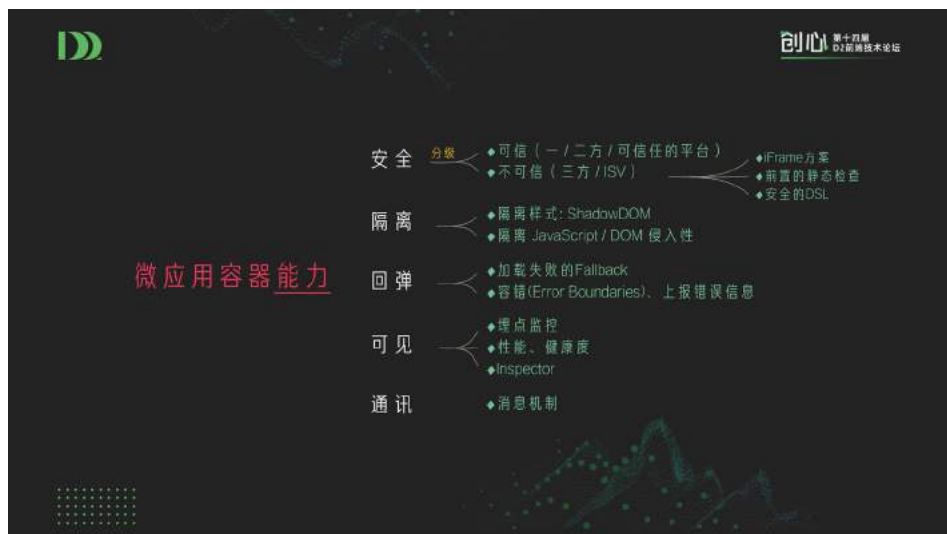 D2
创心 第十四届
D2前端技术论坛
微应用容器能力
安全 分级
◆可信（一/二方/可信任的平台）
◆不可信（三方/ISV）
◆iFrame方案
◆前置的静态检查
◆安全的DSL
隔离
◆隔离样式: ShadowDOM
◆隔离 JavaScript / DOM 侵入性
回弹
◆加载失败的Fallback
◆容错(Error Boundaries)、上报错误信息
可见
◆埋点监控
◆性能、健康度
◆Inspector
通讯
◆消息机制